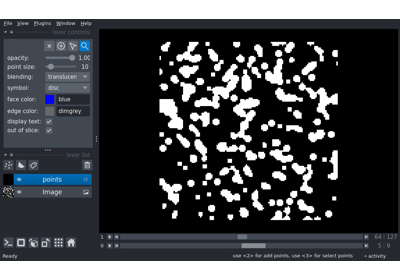 File View Plugins Window Help
layer controls
opacity: 1.00
point size: 10
blending: translucen
symbol: disc
face color: blue
edge color: dimgrey
display text:
out of slice:
layer list
points
Image
1 64 127
0 5 9
Ready use <2> for add points, use <3> for select points activity